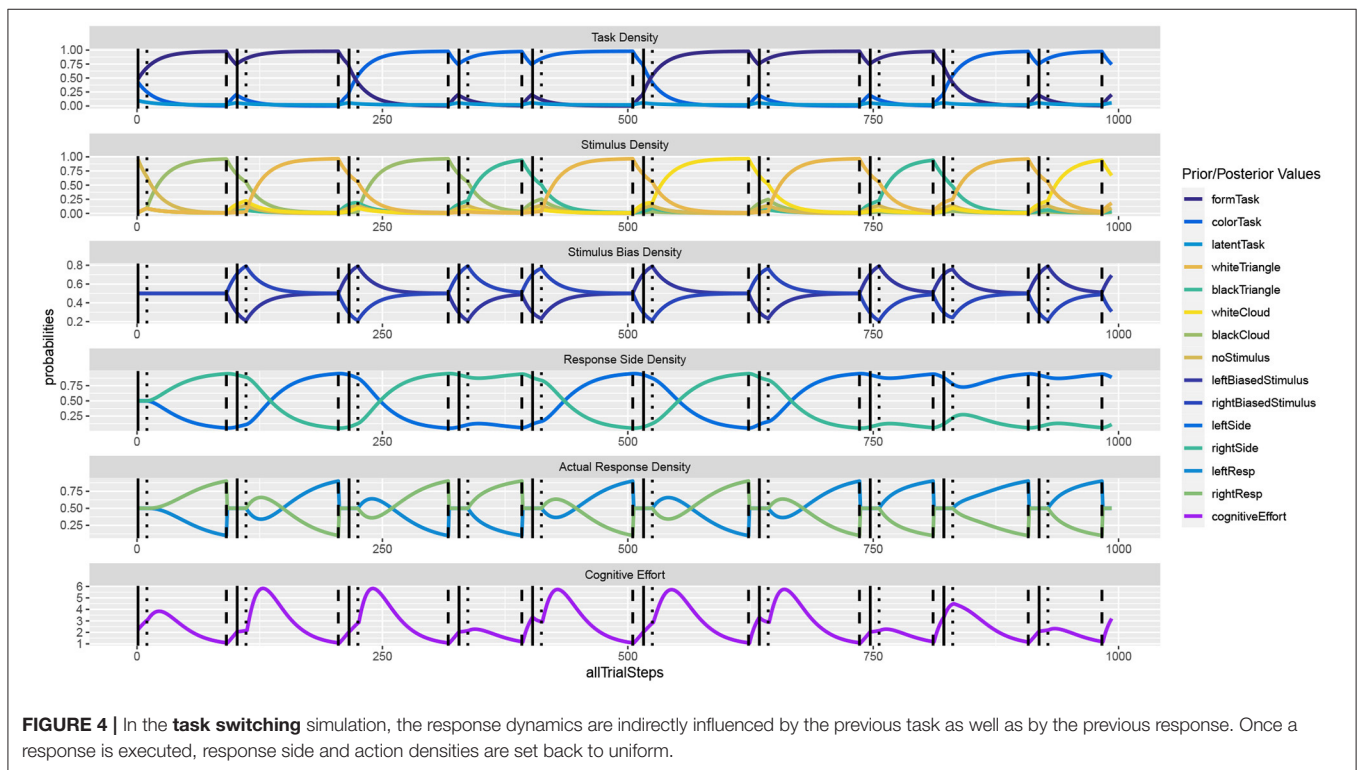 Task Density
1.00
0.75
0.50
0.25
0.00
0 250 500 750 1000
Stimulus Density
1.00
0.75
0.50
0.25
0.00
0 250 500 750 1000
Stimulus Bias Density
0.8
0.6
0.4
0.2
0 250 500 750 1000
Response Side Density
0.75
0.50
0.25
0 250 500 750 1000
Actual Response Density
0.75
0.50
0.25
0 250 500 750 1000
Cognitive Effort
6
5
4
3
2
1
0 250 500 750 1000
probabilities
allTrialSteps
Prior/Posterior Values
formTask
colorTask
latentTask
whiteTriangle
blackTriangle
whiteCloud
blackCloud
noStimulus
leftBiasedStimulus
rightBiasedStimulus
leftSide
rightSide
leftResp
rightResp
cognitiveEffort
FIGURE 4 | In the task switching simulation, the response dynamics are indirectly influenced by the previous task as well as by the previous response. Once a
response is executed, response side and action densities are set back to uniform.